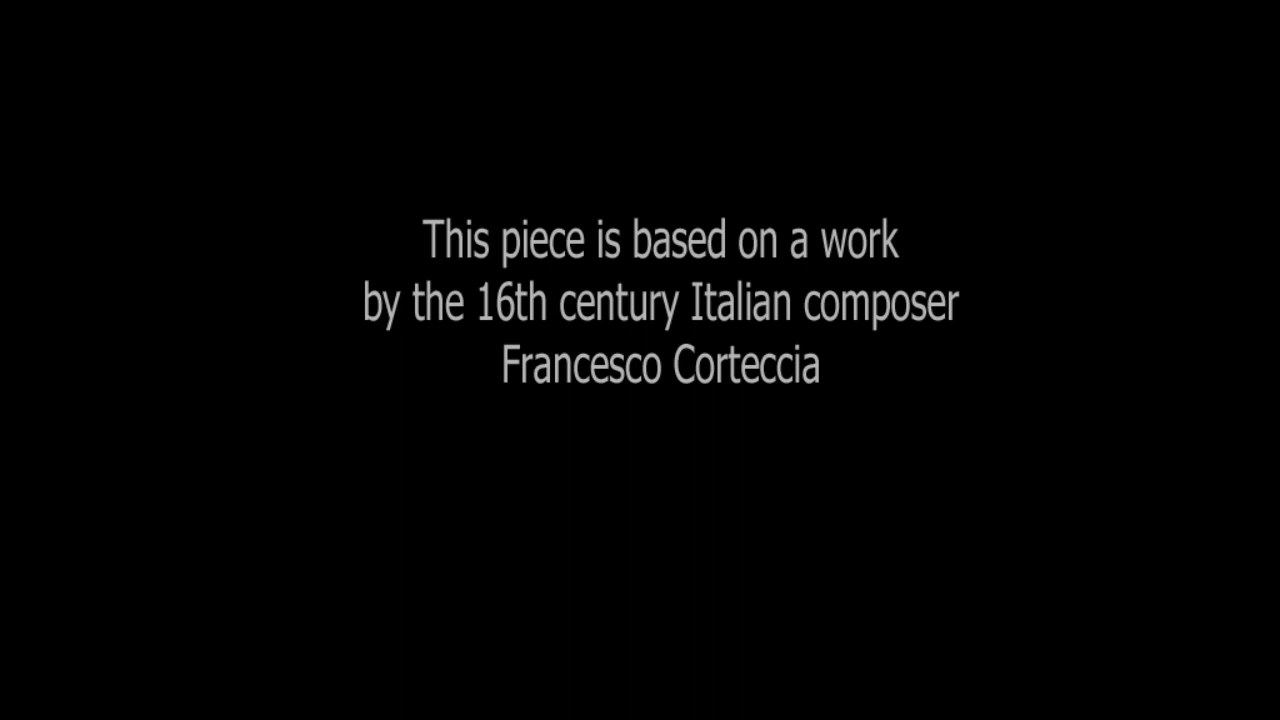 This piece is based on a work
by the 16th century Italian composer
Francesco Corteccia